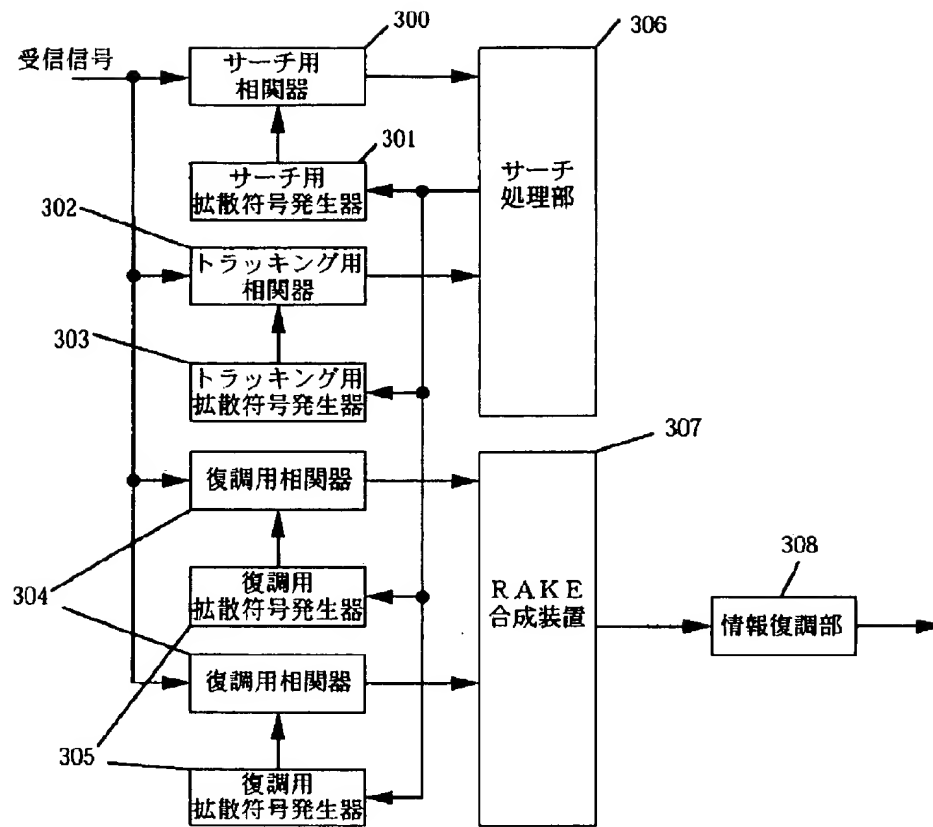 300
306
受信信号
サーチ用
相関器
301
サーチ用
拡散符号発生器
サーチ
処理部
302
トラッキング用
相関器
303
トラッキング用
拡散符号発生器
307
復調用相関器
304
復調用
拡散符号発生器
RAKE
合成装置
308
情報復調部
復調用相関器
305
復調用
拡散符号発生器